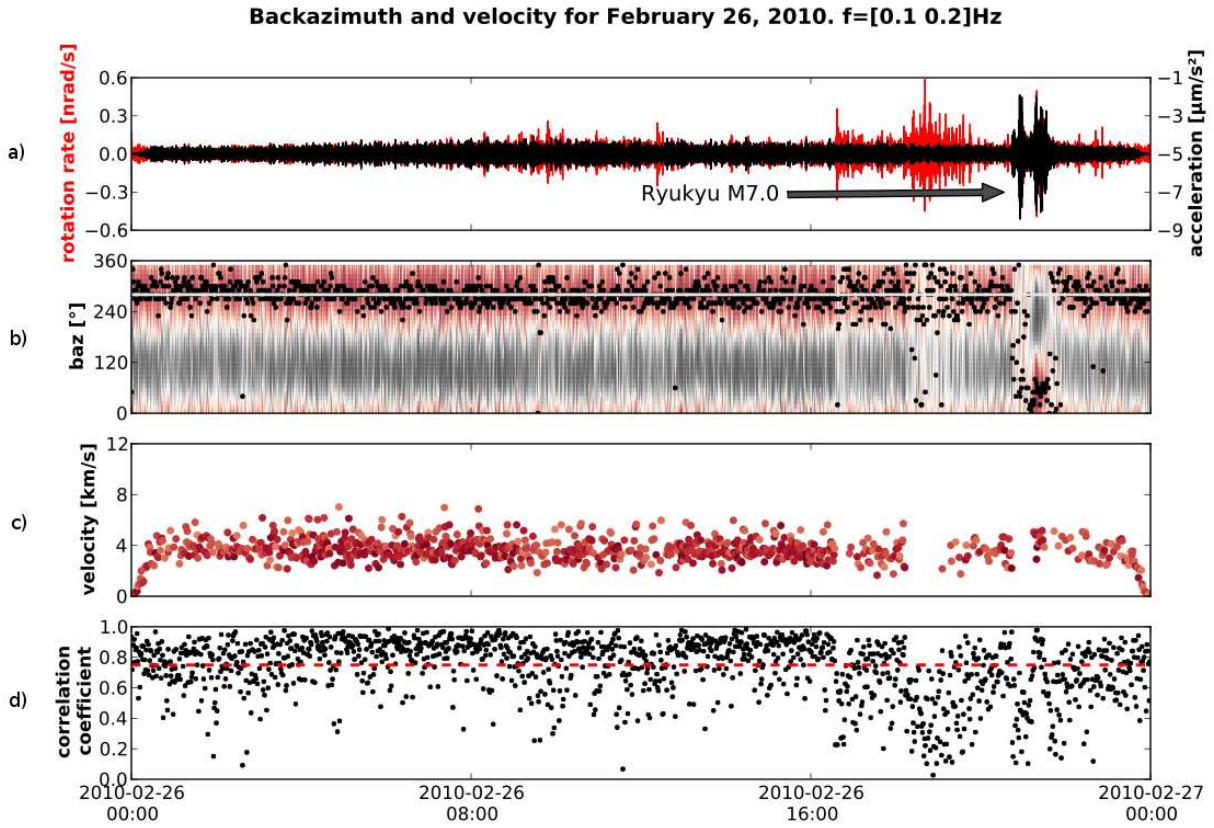 Backazimuth and velocity for February 26, 2010. f=[0.1 0.2]Hz
a)
rotation rate [nrad/s]
0.6
0.3
0.0
−0.3
−0.6
Ryukyu M7.0
−1
−3
−5
−7
−9
acceleration [μm/s²]
b)
baz [°]
360
240
120
0
c)
velocity [km/s]
12
8
4
0
d)
correlation
coefficient
1.0
0.8
0.6
0.4
0.2
0.0
2010-02-26
00:00
2010-02-26
08:00
2010-02-26
16:00
2010-02-27
00:00